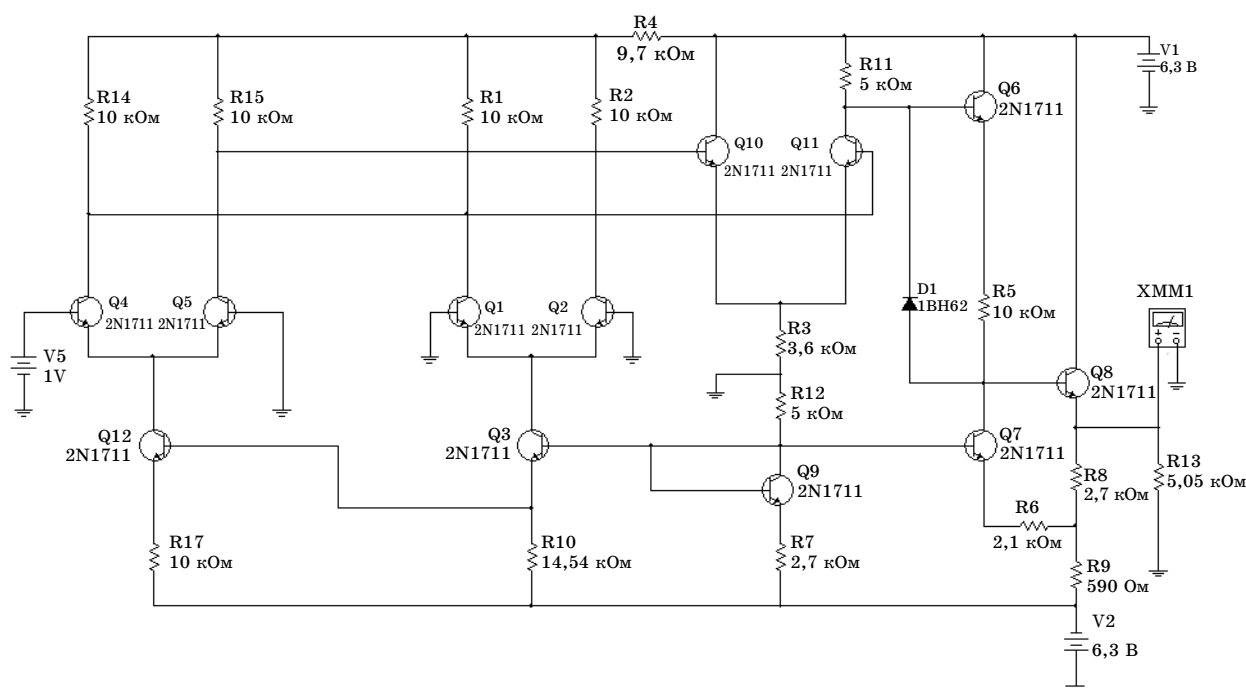 R4
9,7 кОм
V1
6,3 В
R14
10 кОм
R15
10 кОм
R1
10 кОм
R2
10 кОм
R11
5 кОм
Q6
2N1711
Q10
2N1711
Q11
2N1711
Q4
2N1711
Q5
2N1711
Q1
2N1711
Q2
2N1711
D1
1BH62
R5
10 кОм
XMM1
+ −
V5
1V
R3
3,6 кОм
R12
5 кОм
Q8
2N1711
Q12
2N1711
Q3
2N1711
Q9
2N1711
Q7
2N1711
R8
2,7 кОм
R13
5,05 кОм
R6
2,1 кОм
R17
10 кОм
R10
14,54 кОм
R7
2,7 кОм
R9
590 Ом
V2
6,3 В